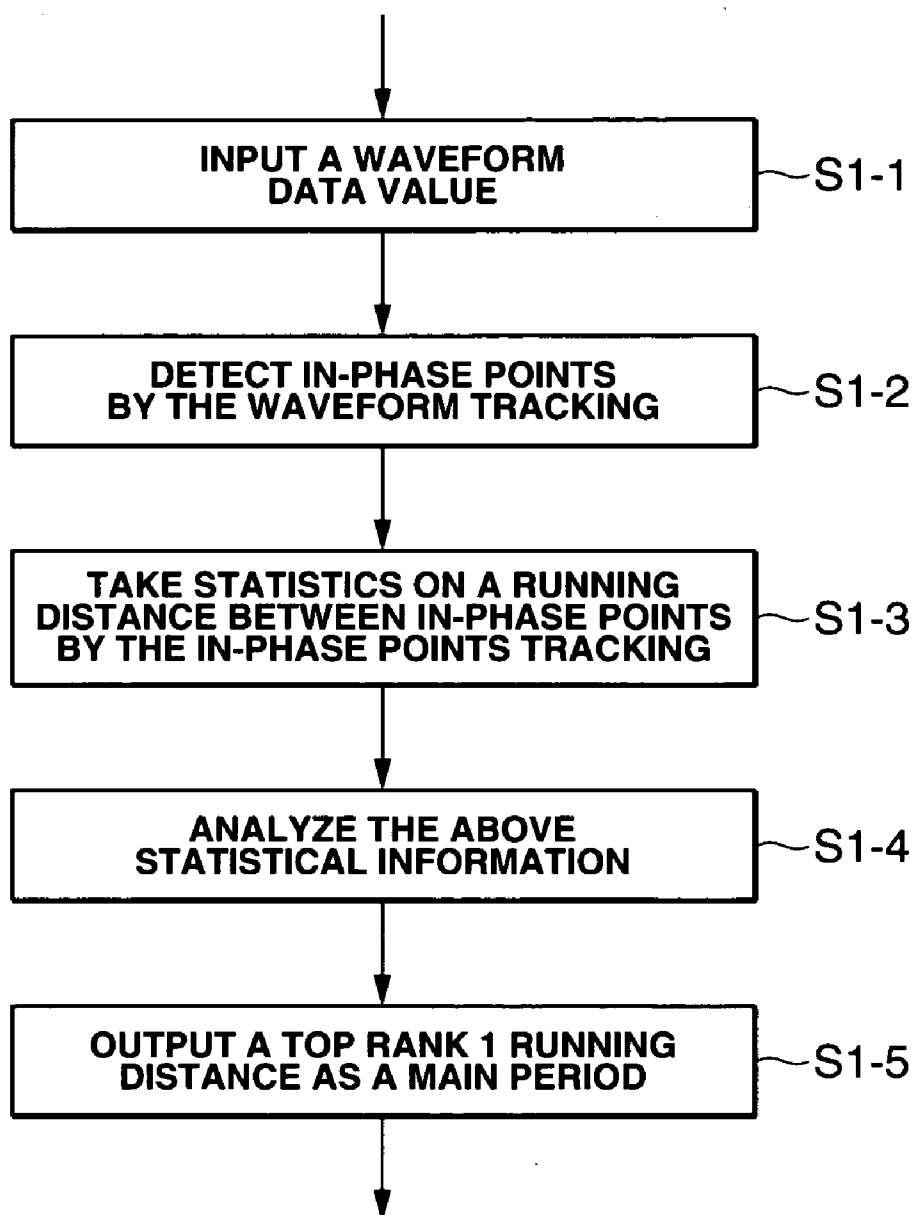 INPUT A WAVEFORM
DATA VALUE
S1-1
DETECT IN-PHASE POINTS
BY THE WAVEFORM TRACKING
S1-2
TAKE STATISTICS ON A RUNNING
DISTANCE BETWEEN IN-PHASE POINTS
BY THE IN-PHASE POINTS TRACKING
S1-3
ANALYZE THE ABOVE
STATISTICAL INFORMATION
S1-4
OUTPUT A TOP RANK 1 RUNNING
DISTANCE AS A MAIN PERIOD
S1-5